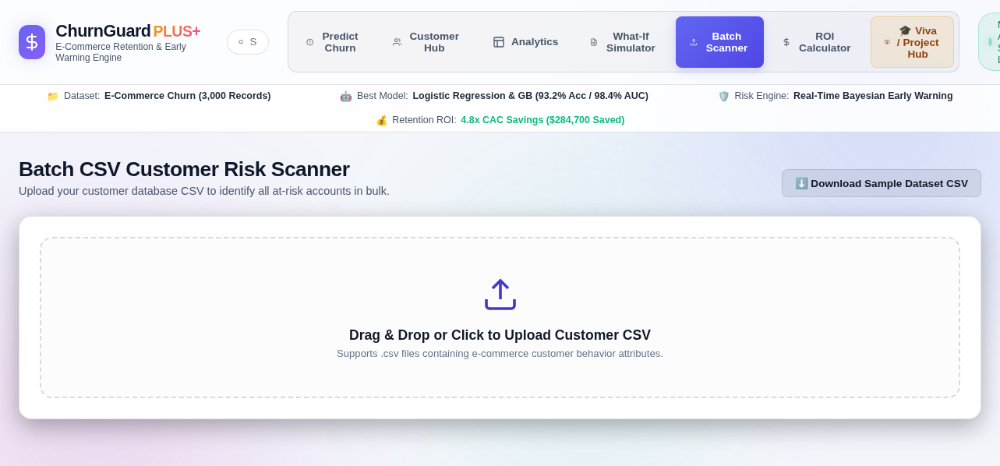 ChurnGuard PLUS+
E-Commerce Retention & Early
Warning Engine
S
Predict
Churn
Customer
Hub
Analytics
What-If
Simulator
Batch
Scanner
ROI
Calculator
🎓 Viva
/ Project
Hub
📁 Dataset: E-Commerce Churn (3,000 Records)
🤖 Best Model: Logistic Regression & GB (93.2% Acc / 98.4% AUC)
🛡️ Risk Engine: Real-Time Bayesian Early Warning
💰 Retention ROI: 4.8x CAC Savings ($284,700 Saved)
Batch CSV Customer Risk Scanner
Upload your customer database CSV to identify all at-risk accounts in bulk.
⬇️ Download Sample Dataset CSV
Drag & Drop or Click to Upload Customer CSV
Supports .csv files containing e-commerce customer behavior attributes.